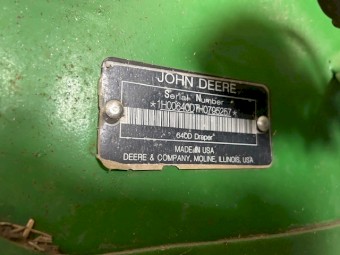 JOHN DEERE
Serial Number
*1H00640DTH0795257*
640D Draper
MADE IN USA
DEERE & COMPANY, MOLINE, ILLINOIS, USA